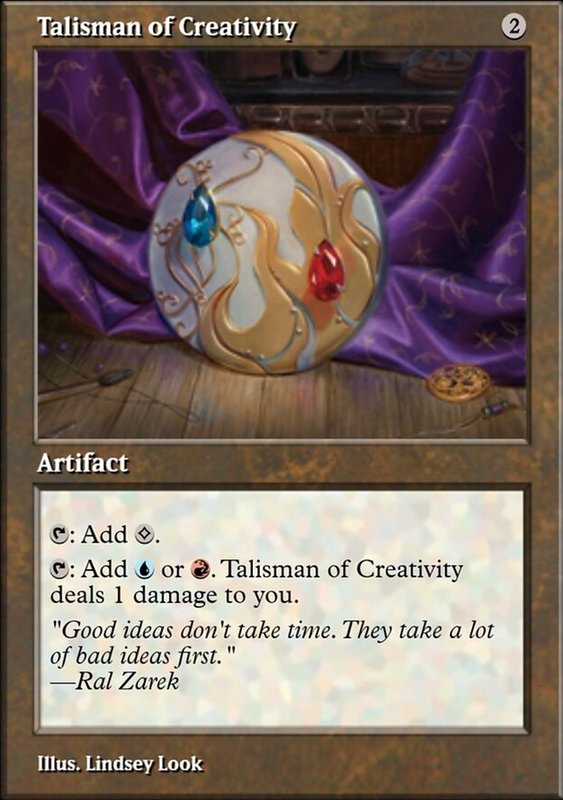 Talisman of Creativity 2
Artifact
: Add .
: Add or . Talisman of Creativity
deals 1 damage to you.
"Good ideas don't take time. They take a lot
of bad ideas first."
—Ral Zarek
Illus. Lindsey Look